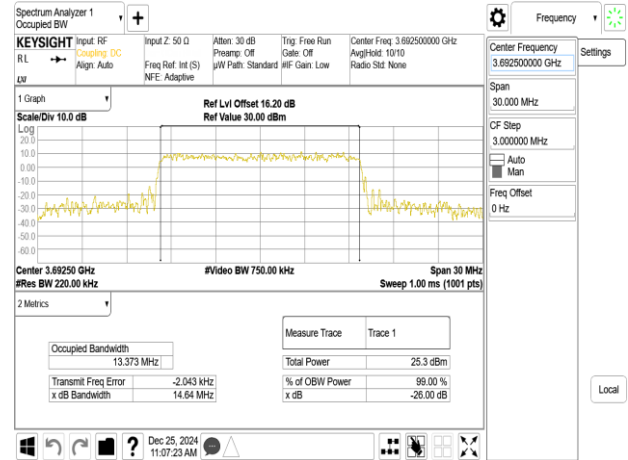 Spectrum Analyzer 1
Occupied BW
Frequency
KEYSIGHT
RL
LXI
Input: RF
Coupling: DC
Align: Auto
Input Z: 50 Ω
Freq Ref: Int (S)
NFE: Adaptive
Atten: 30 dB
Preamp: Off
µW Path: Standard
Trig: Free Run
Gate: Off
#IF Gain: Low
Center Freq: 3.692500000 GHz
Avg|Hold: 10/10
Radio Std: None
Center Frequency
3.692500000 GHz
Settings
Span
30.000 MHz
CF Step
3.000000 MHz
Auto
Man
Freq Offset
0 Hz
Local
1 Graph
Scale/Div 10.0 dB
Ref Lvl Offset 16.20 dB
Ref Value 30.00 dBm
Log
20.0
10.0
0.00
-10.0
-20.0
-30.0
-40.0
-50.0
-60.0
Center 3.69250 GHz
#Video BW 750.00 kHz
Span 30 MHz
#Res BW 220.00 kHz
Sweep 1.00 ms (1001 pts)
2 Metrics
Measure Trace Trace 1
Occupied Bandwidth
13.373 MHz
Total Power 25.3 dBm
Transmit Freq Error -2.043 kHz
% of OBW Power 99.00 %
x dB Bandwidth 14.64 MHz
x dB -26.00 dB
Dec 25, 2024
11:07:23 AM